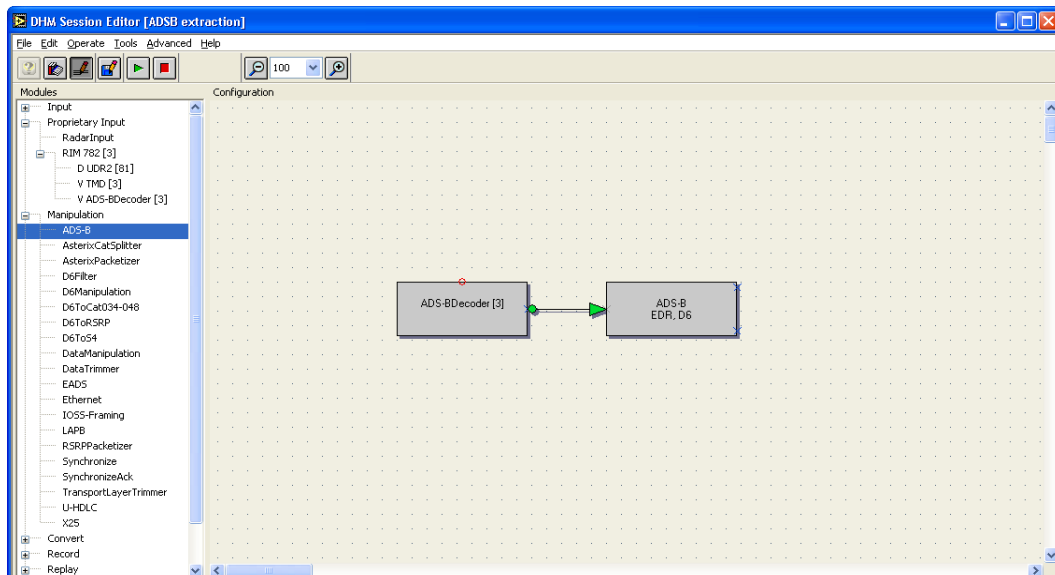 DHM Session Editor [ADSB extraction]
File Edit Operate Tools Advanced Help
100
Modules
Configuration
Input
Proprietary Input
RadarInput
RIM 782 [3]
D UDR2 [81]
V TMD [3]
V ADS-BDecoder [3]
Manipulation
ADS-B
AsterixCatSplitter
AsterixPacketizer
D6Filter
D6Manipulation
D6ToCat034-048
D6ToRSRP
D6ToS4
DataManipulation
DataTrimmer
EADS
Ethernet
IOSS-Framing
LAPB
RSRPPacketizer
Synchronize
SynchronizeAck
TransportLayerTrimmer
U-HDLC
X25
Convert
Record
Replay
ADS-BDecoder [3]
ADS-B
EDR, D6